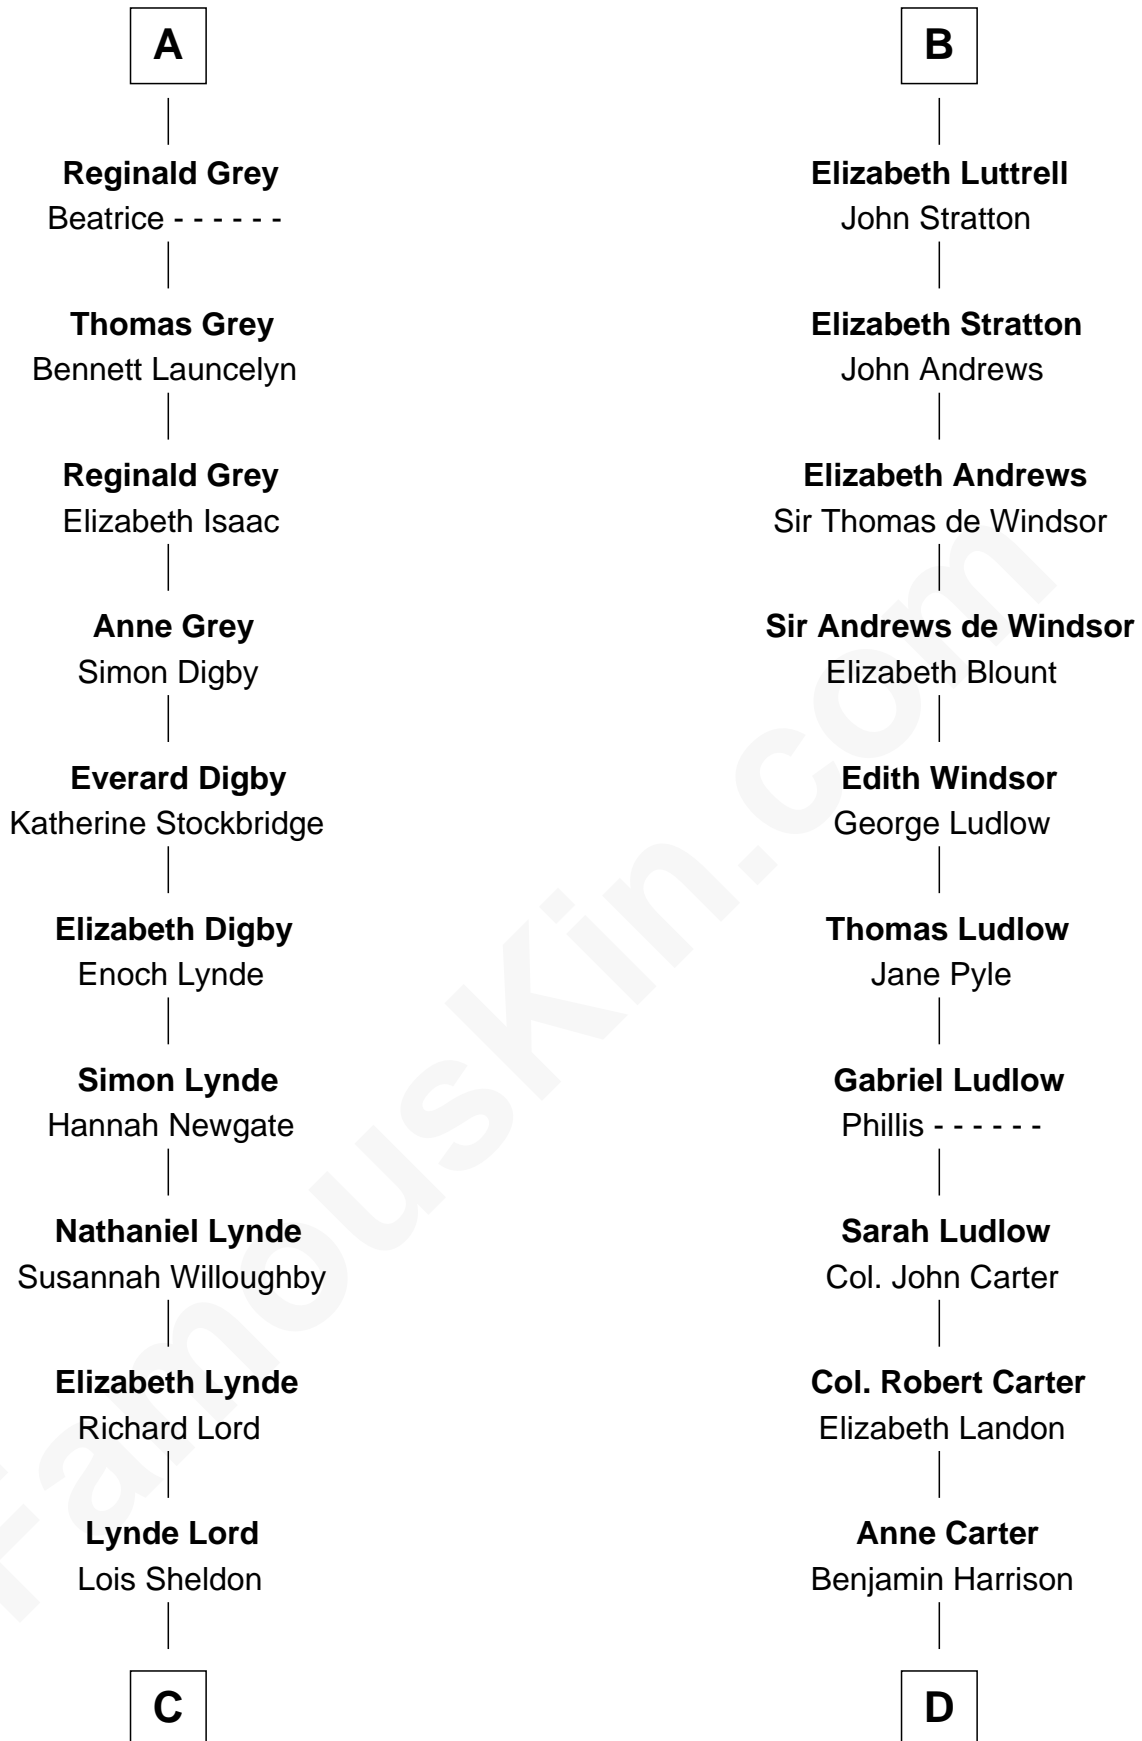 A
Reginald Grey
Beatrice - - - - - -
Thomas Grey
Bennett Launcelyn
Reginald Grey
Elizabeth Isaac
Anne Grey
Simon Digby
Everard Digby
Katherine Stockbridge
Elizabeth Digby
Enoch Lynde
Simon Lynde
Hannah Newgate
Nathaniel Lynde
Susannah Willoughby
Elizabeth Lynde
Richard Lord
Lynde Lord
Lois Sheldon
C
B
Elizabeth Luttrell
John Stratton
Elizabeth Stratton
John Andrews
Elizabeth Andrews
Sir Thomas de Windsor
Sir Andrews de Windsor
Elizabeth Blount
Edith Windsor
George Ludlow
Thomas Ludlow
Jane Pyle
Gabriel Ludlow
Phillis - - - - - -
Sarah Ludlow
Col. John Carter
Col. Robert Carter
Elizabeth Landon
Anne Carter
Benjamin Harrison
D
FamousKin.com